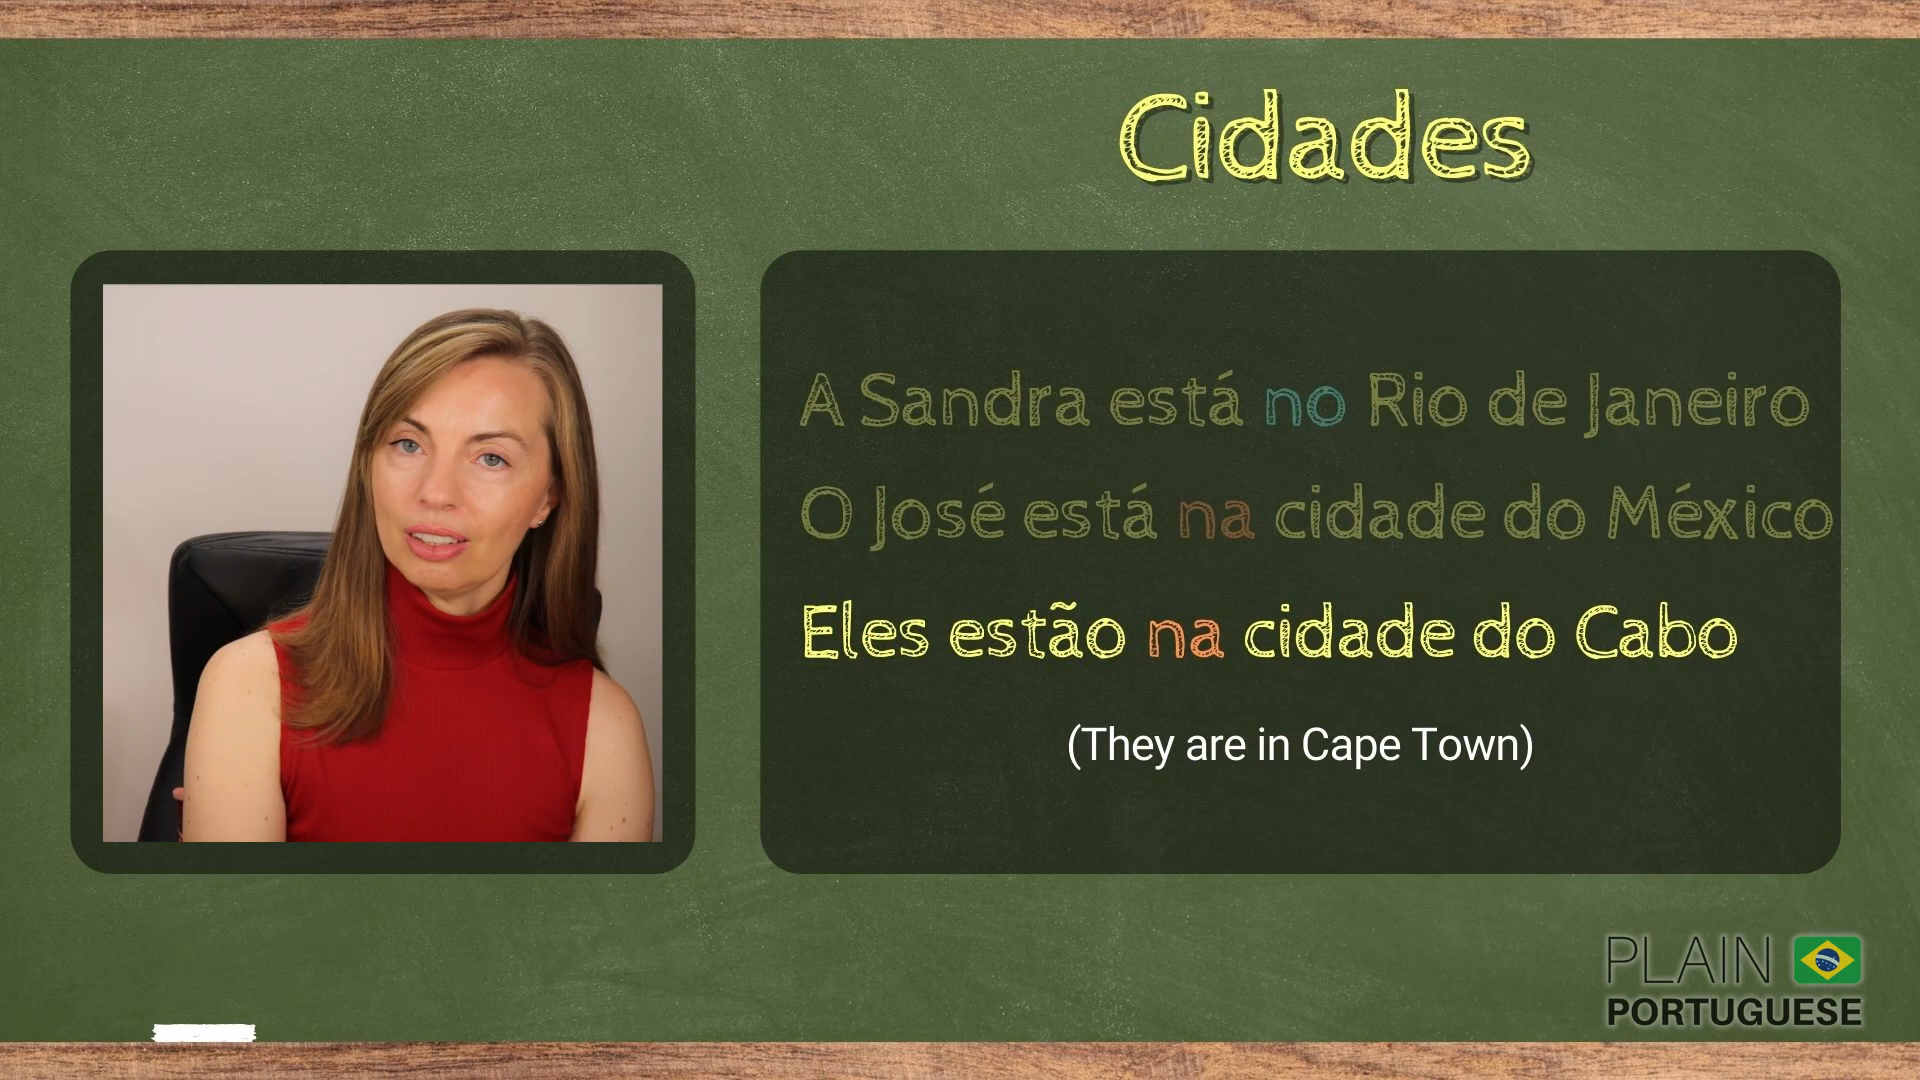 Cidades
A Sandra está no Rio de Janeiro
O José está na cidade do México
Eles estão na cidade do Cabo
(They are in Cape Town)
PLAIN
PORTUGUESE